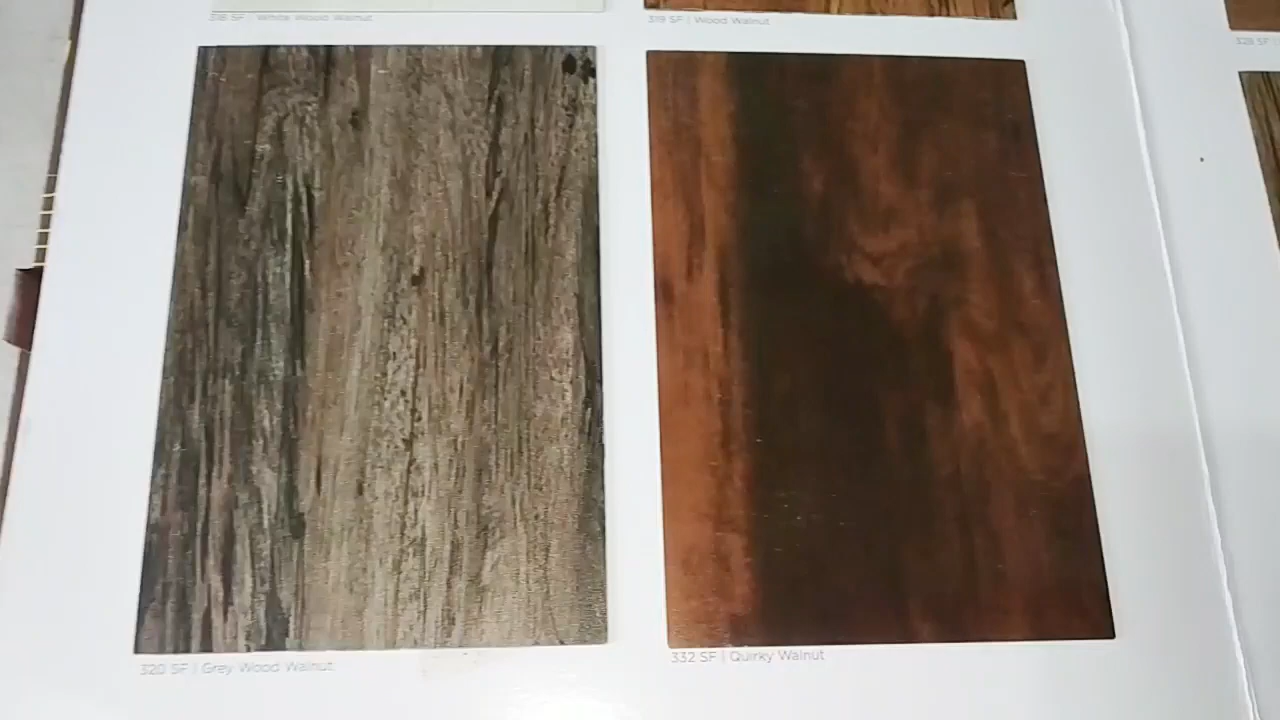 318 SF | White Wood Walnut
319 SF | Wood Walnut
320 SF | Grey Wood Walnut
332 SF | Quirky Walnut